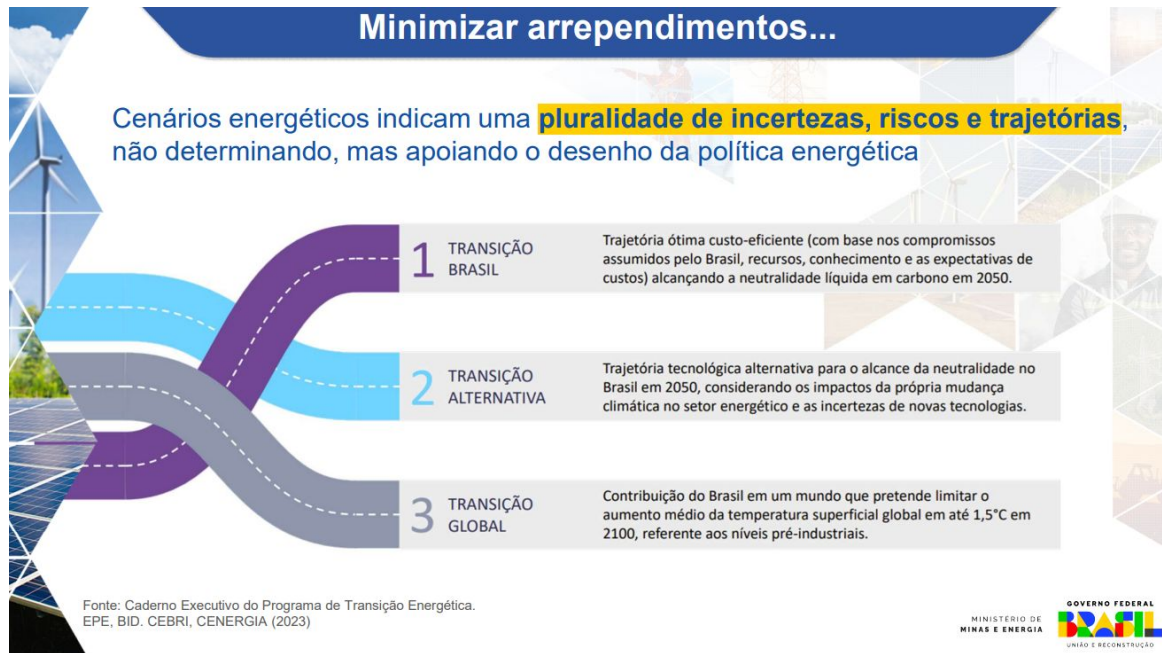 Minimizar arrependimentos...
Cenários energéticos indicam uma pluralidade de incertezas, riscos e trajetórias,
não determinando, mas apoiando o desenho da política energética
1
TRANSIÇÃO
BRASIL
Trajetória ótima custo-eficiente (com base nos compromissos
assumidos pelo Brasil, recursos, conhecimento e as expectativas de
custos) alcançando a neutralidade líquida em carbono em 2050.
2
TRANSIÇÃO
ALTERNATIVA
Trajetória tecnológica alternativa para o alcance da neutralidade no
Brasil em 2050, considerando os impactos da própria mudança
climática no setor energético e as incertezas de novas tecnologias.
3
TRANSIÇÃO
GLOBAL
Contribuição do Brasil em um mundo que pretende limitar o
aumento médio da temperatura superficial global em até 1,5°C em
2100, referente aos níveis pré-industriais.
Fonte: Caderno Executivo do Programa de Transição Energética.
EPE, BID. CEBRI, CENERGIA (2023)
MINISTÉRIO DE
MINAS E ENERGIA
GOVERNO FEDERAL
BRASIL
UNIÃO E RECONSTRUÇÃO